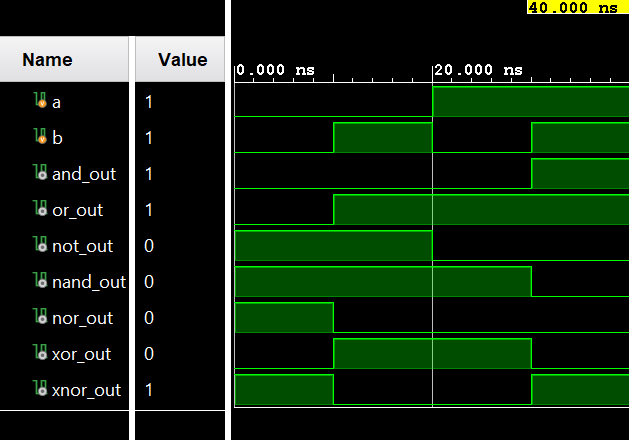 40.000 ns
Name Value
0.000 ns 20.000 ns
a 1
b 1
and_out 1
or_out 1
not_out 0
nand_out 0
nor_out 0
xor_out 0
xnor_out 1